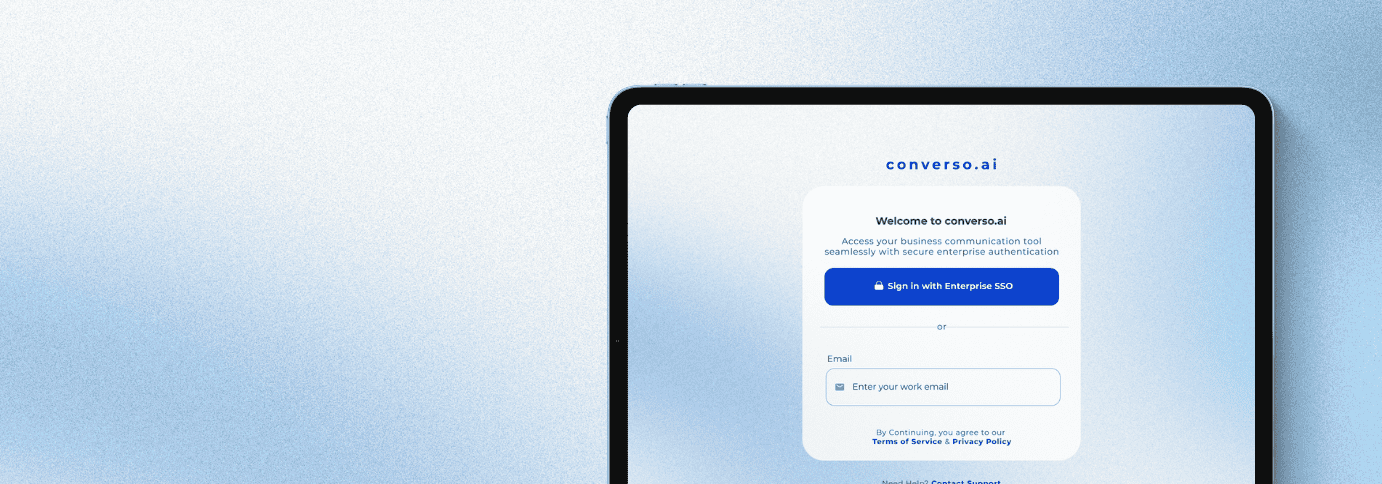 converso.ai
Welcome to converso.ai
Access your business communication tool
seamlessly with secure enterprise authentication
Sign in with Enterprise SSO
or
Email
Enter your work email
By Continuing, you agree to our
Terms of Service & Privacy Policy
Need Help? Contact Support